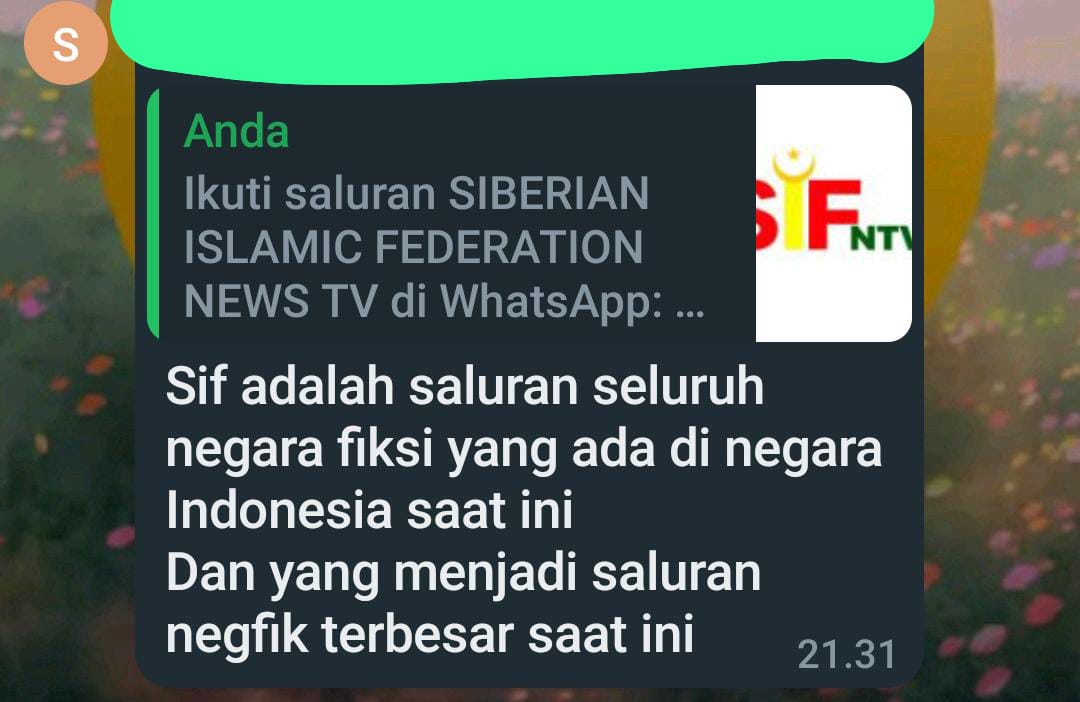 S
Anda
Ikuti saluran SIBERIAN
ISLAMIC FEDERATION
NEWS TV di WhatsApp: ...
SIF NTV
Sif adalah saluran seluruh
negara fiksi yang ada di negara
Indonesia saat ini
Dan yang menjadi saluran
negfik terbesar saat ini
21.31